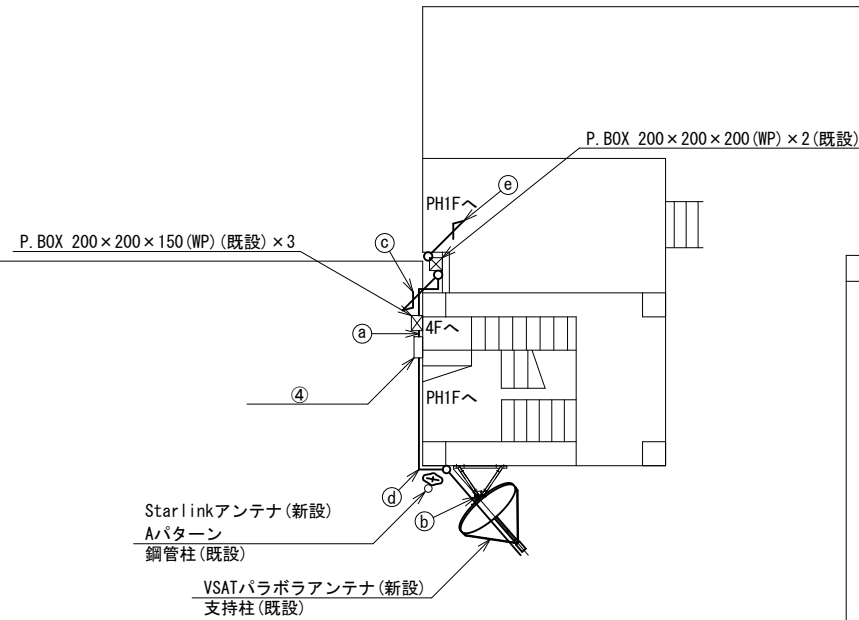 P.BOX 200×200×200(WP)×2(既設)
ⓔ
PH1Fへ
P.BOX 200×200×150(WP)(既設)×3
ⓒ
ⓐ
4Fへ
④
PH1Fへ
ⓓ
ⓑ
Starlinkアンテナ(新設)
Aパターン
鋼管柱(既設)
VSATパラボラアンテナ(新設)
支持柱(既設)